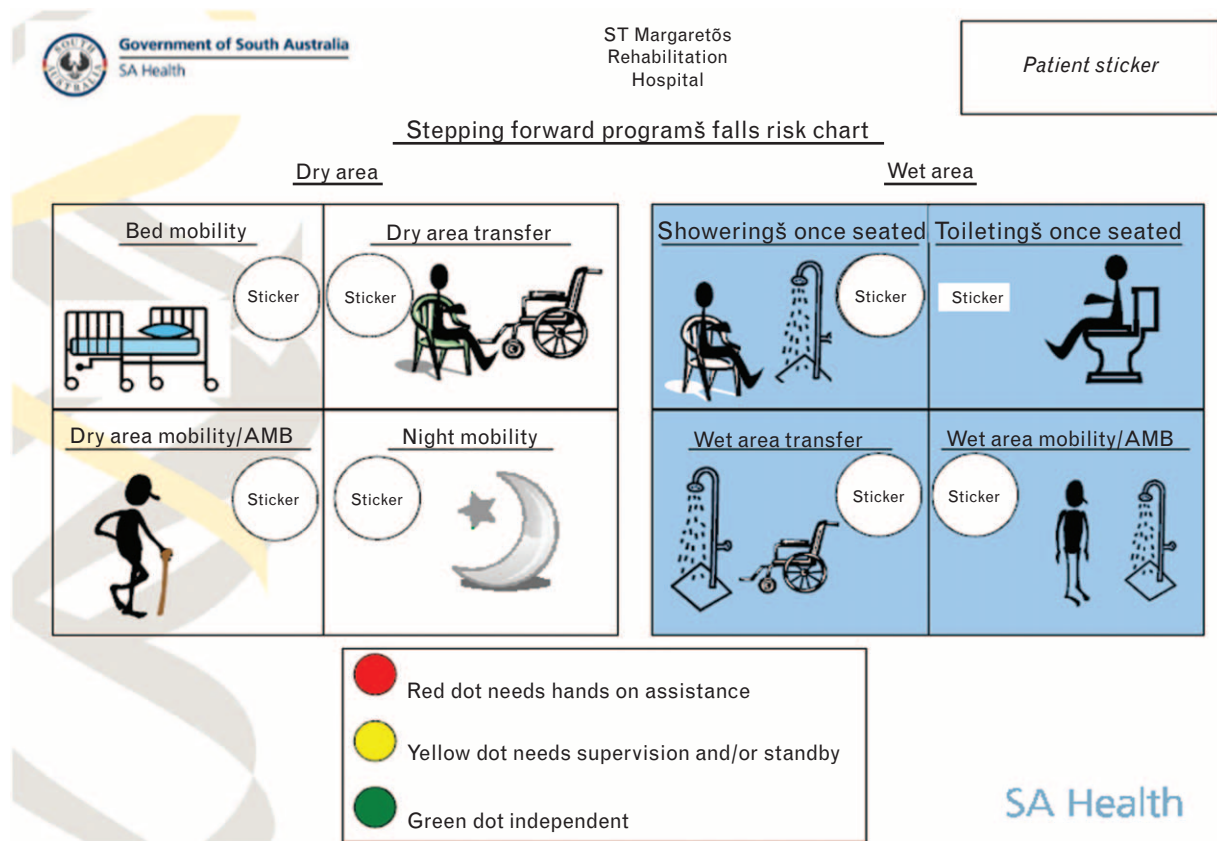 SOUTH AUSTRALIA
Government of South Australia
SA Health
ST Margaretõs
Rehabilitation
Hospital
Patient sticker
Stepping forward programš falls risk chart
Dry area
Wet area
Bed mobility
Sticker
Dry area transfer
Sticker
Showeringš once seated
Sticker
Toiletingš once seated
Sticker
Dry area mobility/AMB
Sticker
Night mobility
Sticker
Wet area transfer
Sticker
Wet area mobility/AMB
Sticker
Red dot needs hands on assistance
Yellow dot needs supervision and/or standby
Green dot independent
SA Health